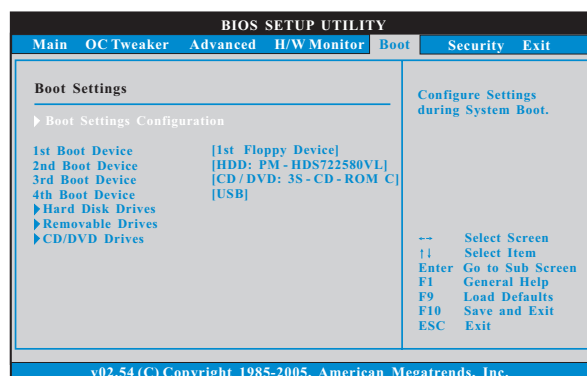 BIOS SETUP UTILITY
Main OC Tweaker Advanced H/W Monitor Boot Security Exit
Boot Settings
Boot Settings Configuration
1st Boot Device [1st Floppy Device]
2nd Boot Device [HDD: PM-HDS722580VL]
3rd Boot Device [CD/DVD: 3S-CD-ROM C]
4th Boot Device [USB]
Hard Disk Drives
Removable Drives
CD/DVD Drives
Configure Settings
during System Boot.
←→ Select Screen
↑↓ Select Item
Enter Go to Sub Screen
F1 General Help
F9 Load Defaults
F10 Save and Exit
ESC Exit
v02.54 (C) Copyright 1985-2005, American Megatrends, Inc.